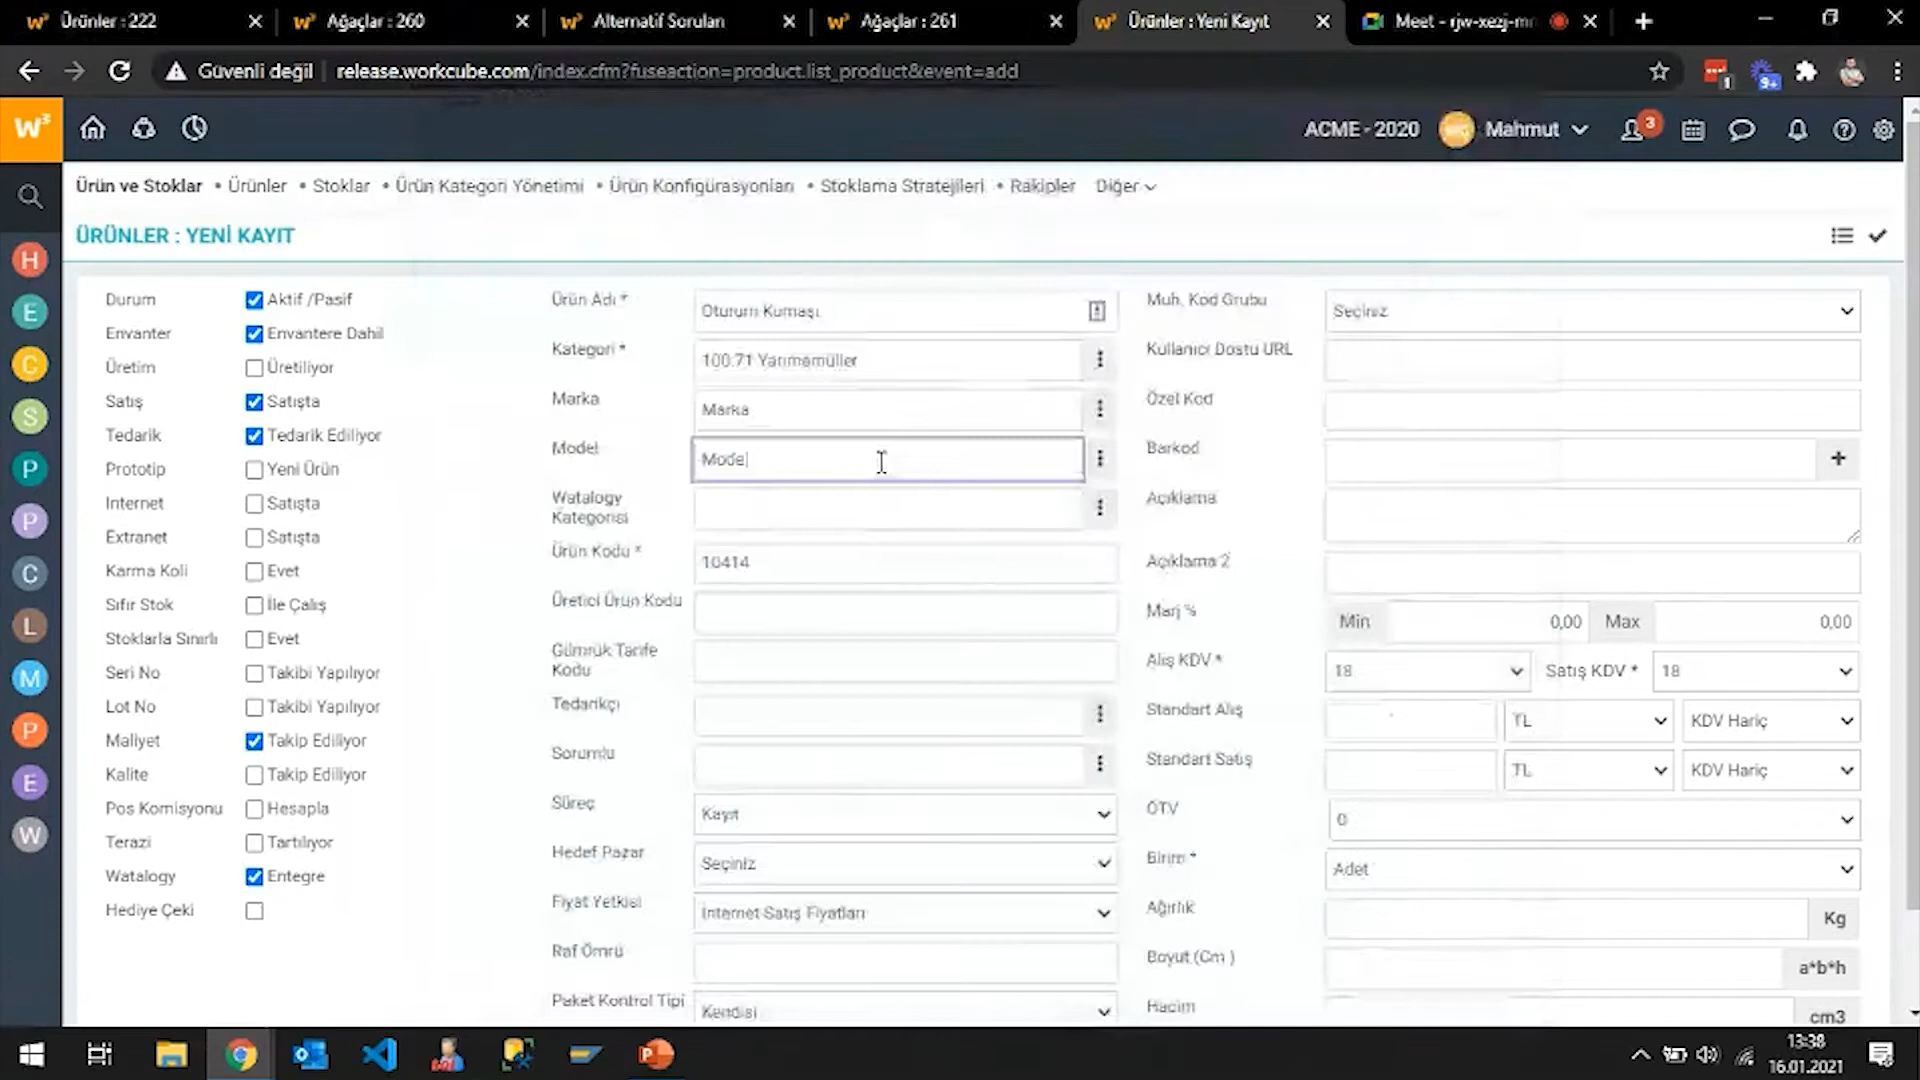 Ürünler : 222
Ağaçlar : 260
Alternatif Soruları
Ağaçlar : 261
Ürünler : Yeni Kayıt
Meet - rjw-xezj-mr
Güvenli değil
release.workcube.com/index.cfm?fuseaction=product.list_product&event=add
1
9+
W³
ACME - 2020
Mahmut
3
Ürün ve Stoklar • Ürünler • Stoklar • Ürün Kategori Yönetimi • Ürün Konfigürasyonları • Stoklama Stratejileri • Rakipler Diğer
ÜRÜNLER : YENİ KAYIT
H
E
C
S
P
P
C
L
M
P
E
W
Durum Aktif /Pasif
Envanter Envantere Dahil
Üretim Üretiliyor
Satış Satışta
Tedarik Tedarik Ediliyor
Prototip Yeni Ürün
Internet Satışta
Extranet Satışta
Karma Koli Evet
Sıfır Stok İle Çalış
Stoklarla Sınırlı Evet
Seri No Takibi Yapılıyor
Lot No Takibi Yapılıyor
Maliyet Takip Ediliyor
Kalite Takip Ediliyor
Pos Komisyonu Hesapla
Terazi Tartılıyor
Watalogy Entegre
Hediye Çeki
Ürün Adı * Oturum Kumaşı
Kategori * 100.71 Yarımamüller
Marka Marka
Model Model
Watalogy
Kategorisi
Ürün Kodu * 10414
Üretici Ürün Kodu
Gümrük Tarife
Kodu
Tedarikçi
Sorumlu
Süreç Kayıt
Hedef Pazar Seçiniz
Fiyat Yetkisi İnternet Satış Fiyatları
Raf Ömrü
Paket Kontrol Tipi Kendisi
Muh. Kod Grubu Seçiniz
Kullanıcı Dostu URL
Özel Kod
Barkod +
Açıklama
Açıklama 2
Marj % Min 0,00 Max 0,00
Alış KDV * 18 Satış KDV * 18
Standart Alış TL KDV Hariç
Standart Satış TL KDV Hariç
ÖTV 0
Birim * Adet
Ağırlık Kg
Boyut (Cm ) a*b*h
Hacim cm3
13:38
16.01.2021